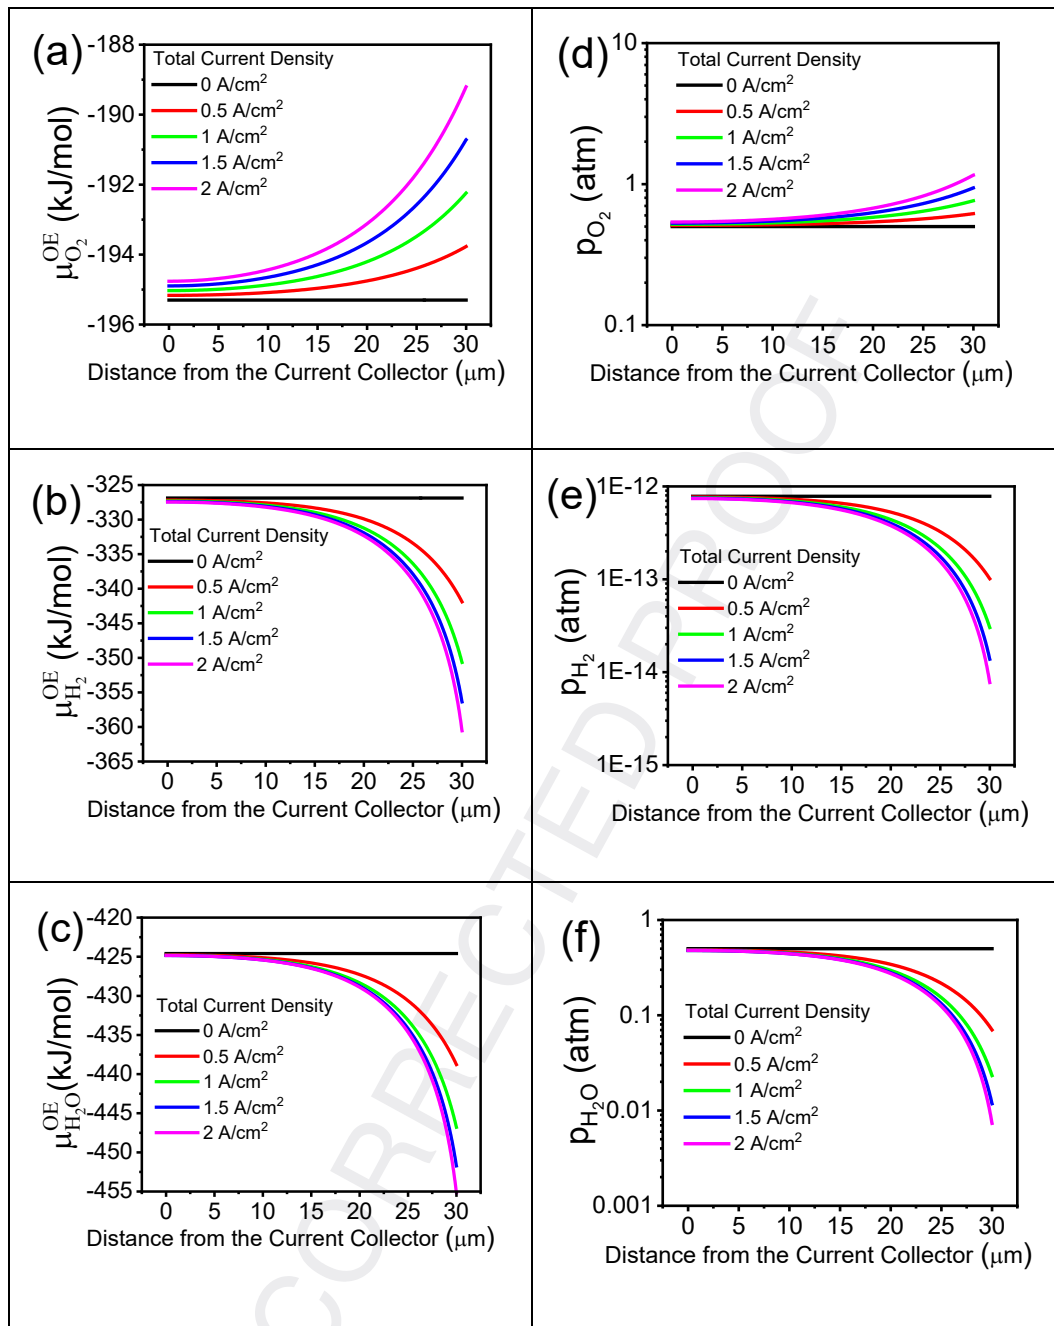 (a)
-188
-190
-192
-194
-196
μ^OE_O₂ (kJ/mol)
Total Current Density
0 A/cm²
0.5 A/cm²
1 A/cm²
1.5 A/cm²
2 A/cm²
0 5 10 15 20 25 30
Distance from the Current Collector (μm)
(d)
10
1
0.1
p_O₂ (atm)
Total Current Density
0 A/cm²
0.5 A/cm²
1 A/cm²
1.5 A/cm²
2 A/cm²
0 5 10 15 20 25 30
Distance from the Current Collector (μm)
(b)
-325
-330
-335
-340
-345
-350
-355
-360
-365
μ^OE_H₂ (kJ/mol)
Total Current Density
0 A/cm²
0.5 A/cm²
1 A/cm²
1.5 A/cm²
2 A/cm²
0 5 10 15 20 25 30
Distance from the Current Collector (μm)
(e)
1E-12
1E-13
1E-14
1E-15
p_H₂ (atm)
Total Current Density
0 A/cm²
0.5 A/cm²
1 A/cm²
1.5 A/cm²
2 A/cm²
0 5 10 15 20 25 30
Distance from the Current Collector (μm)
(c)
-420
-425
-430
-435
-440
-445
-450
-455
μ^OE_H₂O (kJ/mol)
Total Current Density
0 A/cm²
0.5 A/cm²
1 A/cm²
1.5 A/cm²
2 A/cm²
0 5 10 15 20 25 30
Distance from the Current Collector (μm)
(f)
1
0.1
0.01
0.001
p_H₂O (atm)
Total Current Density
0 A/cm²
0.5 A/cm²
1 A/cm²
1.5 A/cm²
2 A/cm²
0 5 10 15 20 25 30
Distance from the Current Collector (μm)
CORRECTED PROOF